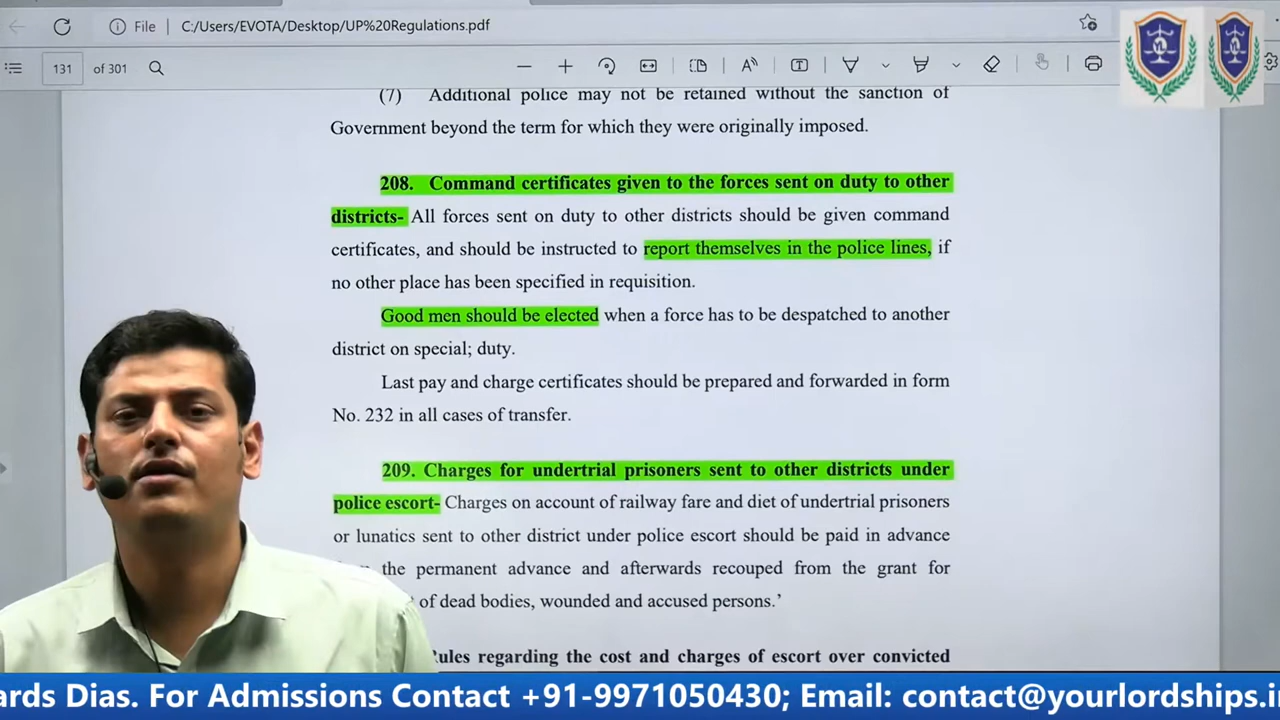 File | C:/Users/EVOTA/Desktop/UP%20Regulations.pdf
131 of 301
(7) Additional police may not be retained without the sanction of
Government beyond the term for which they were originally imposed.
208. Command certificates given to the forces sent on duty to other
districts- All forces sent on duty to other districts should be given command
certificates, and should be instructed to report themselves in the police lines, if
no other place has been specified in requisition.
Good men should be elected when a force has to be despatched to another
district on special; duty.
Last pay and charge certificates should be prepared and forwarded in form
No. 232 in all cases of transfer.
209. Charges for undertrial prisoners sent to other districts under
police escort- Charges on account of railway fare and diet of undertrial prisoners
or lunatics sent to other district under police escort should be paid in advance
the permanent advance and afterwards recouped from the grant for
of dead bodies, wounded and accused persons.’
ules regarding the cost and charges of escort over convicted
ards Dias. For Admissions Contact +91-9971050430; Email: contact@yourlordships.in